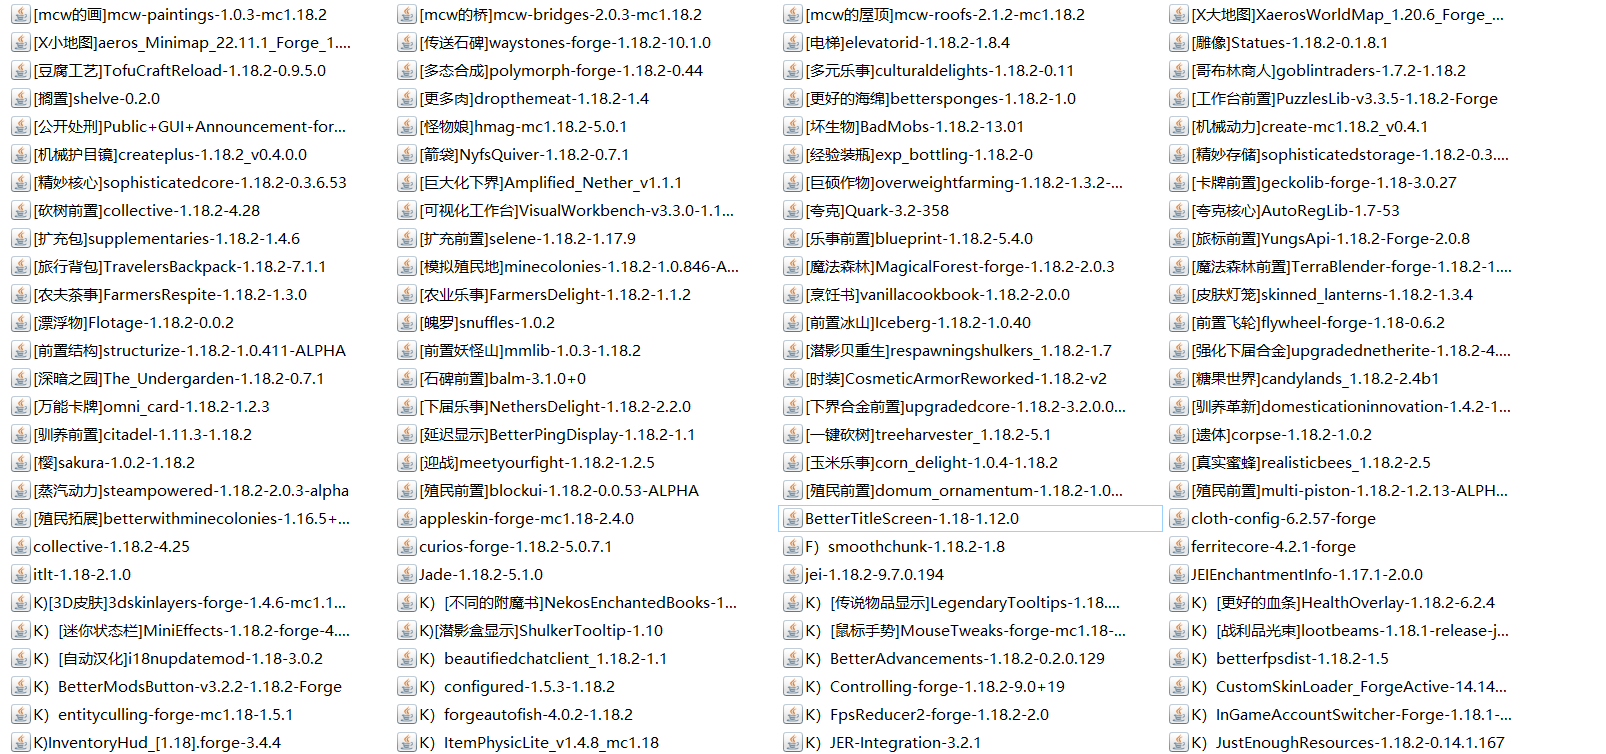 [mcw的画]mcw-paintings-1.0.3-mc1.18.2
[mcw的桥]mcw-bridges-2.0.3-mc1.18.2
[mcw的屋顶]mcw-roofs-2.1.2-mc1.18.2
[X大地图]XaerosWorldMap_1.20.6_Forge_...
[X小地图]aeros_Minimap_22.11.1_Forge_1....
[传送石碑]waystones-forge-1.18.2-10.1.0
[电梯]elevatorid-1.18.2-1.8.4
[雕像]Statues-1.18.2-0.1.8.1
[豆腐工艺]TofuCraftReload-1.18.2-0.9.5.0
[多态合成]polymorph-forge-1.18.2-0.44
[多元乐事]culturaldelights-1.18.2-0.11
[哥布林商人]goblintraders-1.7.2-1.18.2
[搁置]shelve-0.2.0
[更多肉]dropthemeat-1.18.2-1.4
[更好的海绵]bettersponges-1.18.2-1.0
[工作台前置]PuzzlesLib-v3.3.5-1.18.2-Forge
[公开处刑]Public+GUI+Announcement-for...
[怪物娘]hmag-mc1.18.2-5.0.1
[坏生物]BadMobs-1.18.2-13.01
[机械动力]create-mc1.18.2_v0.4.1
[机械护目镜]createplus-1.18.2_v0.4.0.0
[箭袋]NyfsQuiver-1.18.2-0.7.1
[经验装瓶]exp_bottling-1.18.2-0
[精妙存储]sophisticatedstorage-1.18.2-0.3....
[精妙核心]sophisticatedcore-1.18.2-0.3.6.53
[巨大化下界]Amplified_Nether_v1.1.1
[巨硕作物]overweightfarming-1.18.2-1.3.2-...
[卡牌前置]geckolib-forge-1.18-3.0.27
[砍树前置]collective-1.18.2-4.28
[可视化工作台]VisualWorkbench-v3.3.0-1.1...
[夸克]Quark-3.2-358
[夸克核心]AutoRegLib-1.7-53
[扩充包]supplementaries-1.18.2-1.4.6
[扩充前置]selene-1.18.2-1.17.9
[乐事前置]blueprint-1.18.2-5.4.0
[旅标前置]YungsApi-1.18.2-Forge-2.0.8
[旅行背包]TravelersBackpack-1.18.2-7.1.1
[模拟殖民地]minecolonies-1.18.2-1.0.846-A...
[魔法森林]MagicalForest-forge-1.18.2-2.0.3
[魔法森林前置]TerraBlender-forge-1.18.2-1....
[农夫茶事]FarmersRespite-1.18.2-1.3.0
[农业乐事]FarmersDelight-1.18.2-1.1.2
[烹饪书]vanillacookbook-1.18.2-2.0.0
[皮肤灯笼]skinned_lanterns-1.18.2-1.3.4
[漂浮物]Flotage-1.18.2-0.0.2
[魄罗]snuffles-1.0.2
[前置冰山]Iceberg-1.18.2-1.0.40
[前置飞轮]flywheel-forge-1.18-0.6.2
[前置结构]structurize-1.18.2-1.0.411-ALPHA
[前置妖怪山]mmlib-1.0.3-1.18.2
[潜影贝重生]respawningshulkers_1.18.2-1.7
[强化下届合金]upgradednetherite-1.18.2-4....
[深暗之园]The_Undergarden-1.18.2-0.7.1
[石碑前置]balm-3.1.0+0
[时装]CosmeticArmorReworked-1.18.2-v2
[糖果世界]candylands_1.18.2-2.4b1
[万能卡牌]omni_card-1.18.2-1.2.3
[下届乐事]NethersDelight-1.18.2-2.2.0
[下界合金前置]upgradedcore-1.18.2-3.2.0.0...
[驯养革新]domesticationinnovation-1.4.2-1...
[驯养前置]citadel-1.11.3-1.18.2
[延迟显示]BetterPingDisplay-1.18.2-1.1
[一键砍树]treeharvester_1.18.2-5.1
[遗体]corpse-1.18.2-1.0.2
[樱]sakura-1.0.2-1.18.2
[迎战]meetyourfight-1.18.2-1.2.5
[玉米乐事]corn_delight-1.0.4-1.18.2
[真实蜜蜂]realisticbees_1.18.2-2.5
[蒸汽动力]steampowered-1.18.2-2.0.3-alpha
[殖民前置]blockui-1.18.2-0.0.53-ALPHA
[殖民前置]domum_ornamentum-1.18.2-1.0...
[殖民前置]multi-piston-1.18.2-1.2.13-ALPH...
[殖民拓展]betterwithminecolonies-1.16.5+...
appleskin-forge-mc1.18-2.4.0
BetterTitleScreen-1.18-1.12.0
cloth-config-6.2.57-forge
collective-1.18.2-4.25
curios-forge-1.18.2-5.0.7.1
F）smoothchunk-1.18.2-1.8
ferritecore-4.2.1-forge
itlt-1.18-2.1.0
Jade-1.18.2-5.1.0
jei-1.18.2-9.7.0.194
JEIEnchantmentInfo-1.17.1-2.0.0
K)[3D皮肤]3dskinlayers-forge-1.4.6-mc1.1...
K）[不同的附魔书]NekosEnchantedBooks-1...
K）[传说物品显示]LegendaryTooltips-1.18....
K）[更好的血条]HealthOverlay-1.18.2-6.2.4
K）[迷你状态栏]MiniEffects-1.18.2-forge-4....
K)[潜影盒显示]ShulkerTooltip-1.10
K）[鼠标手势]MouseTweaks-forge-mc1.18-...
K）[战利品光束]lootbeams-1.18.1-release-j...
K）[自动汉化]i18nupdatemod-1.18-3.0.2
K）beautifiedchatclient_1.18.2-1.1
K）BetterAdvancements-1.18.2-0.2.0.129
K）betterfpsdist-1.18.2-1.5
K）BetterModsButton-v3.2.2-1.18.2-Forge
K）configured-1.5.3-1.18.2
K）Controlling-forge-1.18.2-9.0+19
K）CustomSkinLoader_ForgeActive-14.14...
K）entityculling-forge-mc1.18-1.5.1
K）forgeautofish-4.0.2-1.18.2
K）FpsReducer2-forge-1.18.2-2.0
K）InGameAccountSwitcher-Forge-1.18.1-...
K)InventoryHud_[1.18].forge-3.4.4
K）ItemPhysicLite_v1.4.8_mc1.18
K）JER-Integration-3.2.1
K）JustEnoughResources-1.18.2-0.14.1.167